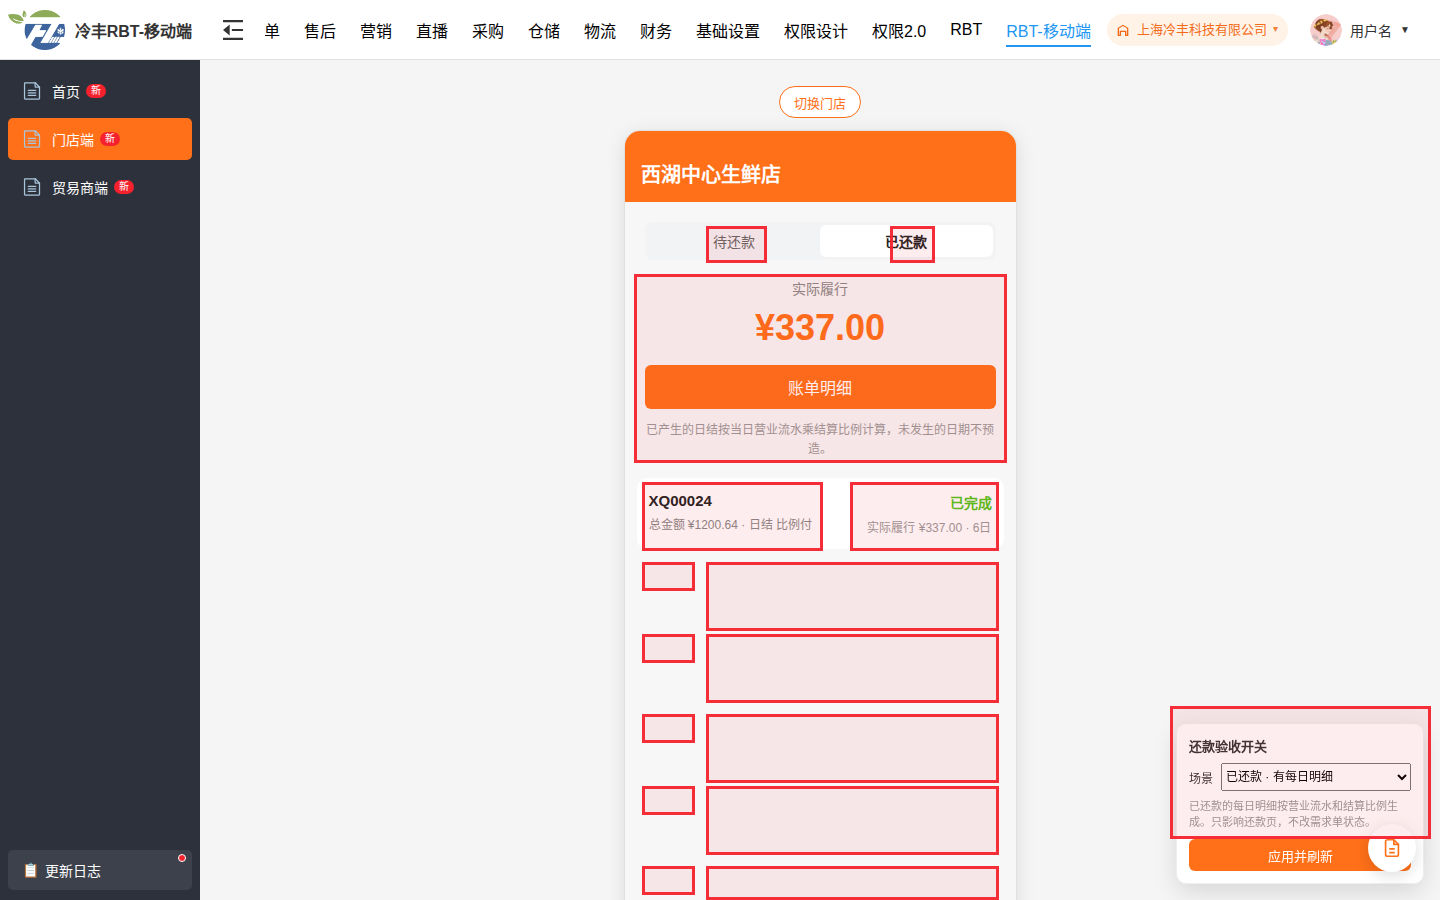 冷丰RBT-移动端
单 售后 营销 直播 采购 仓储 物流 财务 基础设置 权限设计 权限2.0 RBT RBT-移动端
上海冷丰科技有限公司 ▾
用户名 ▼
首页 新
门店端 新
贸易商端 新
更新日志
切换门店
西湖中心生鲜店
待还款 已还款
实际履行
¥337.00
账单明细
已产生的日结按当日营业流水乘结算比例计算，未发生的日期不预
造。
XQ00024 已完成
总金额 ¥1200.64 · 日结 比例付 实际履行 ¥337.00 · 6日
还款验收开关
场景 已还款 · 有每日明细
已还款的每日明细按营业流水和结算比例生
成。只影响还款页，不改需求单状态。
应用并刷新